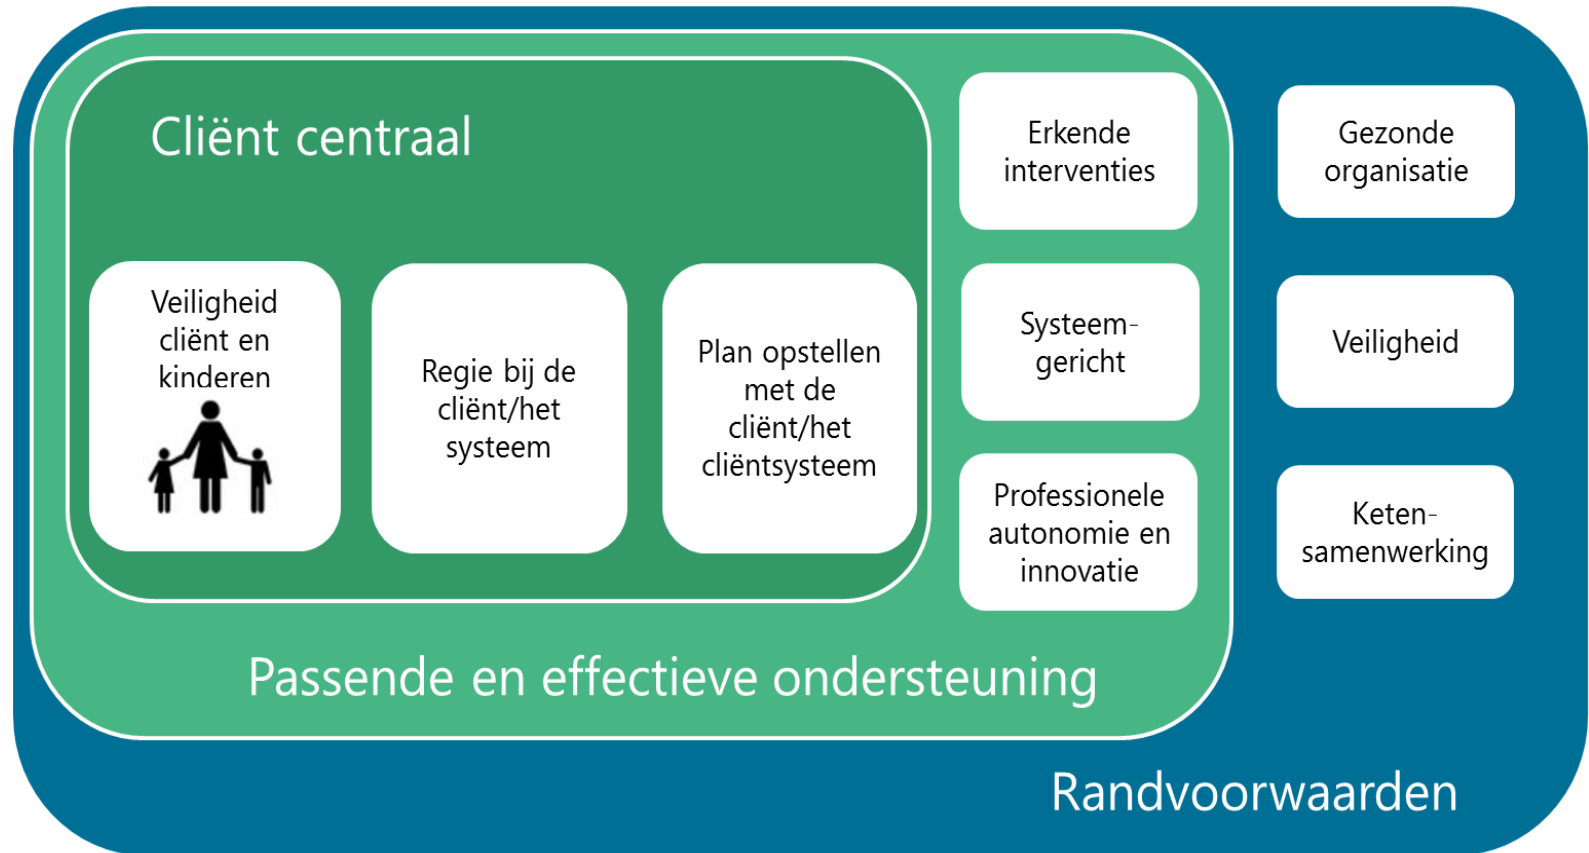 Cliënt centraal
Veiligheid
cliënt en
kinderen
Regie bij de
cliënt/het
systeem
Plan opstellen
met de
cliënt/het
cliëntsysteem
Erkende
interventies
Systeem-
gericht
Professionele
autonomie en
innovatie
Passende en effectieve ondersteuning
Gezonde
organisatie
Veiligheid
Keten-
samenwerking
Randvoorwaarden